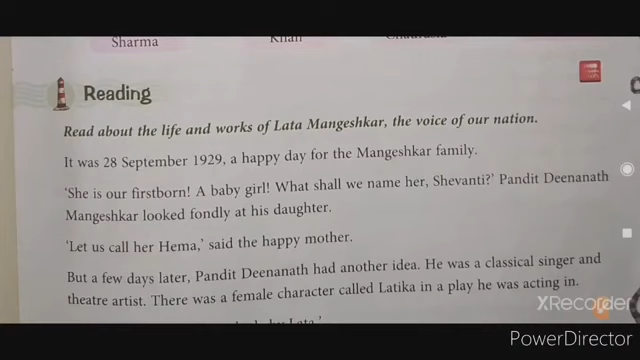 Sharma
Khan
Reading
Read about the life and works of Lata Mangeshkar, the voice of our nation.
It was 28 September 1929, a happy day for the Mangeshkar family.
‘She is our firstborn! A baby girl! What shall we name her, Shevanti?’ Pandit Deenanath
Mangeshkar looked fondly at his daughter.
‘Let us call her Hema,’ said the happy mother.
But a few days later, Pandit Deenanath had another idea. He was a classical singer and
theatre artist. There was a female character called Latika in a play he was acting in.
Lata.’
XRecorder
PowerDirector